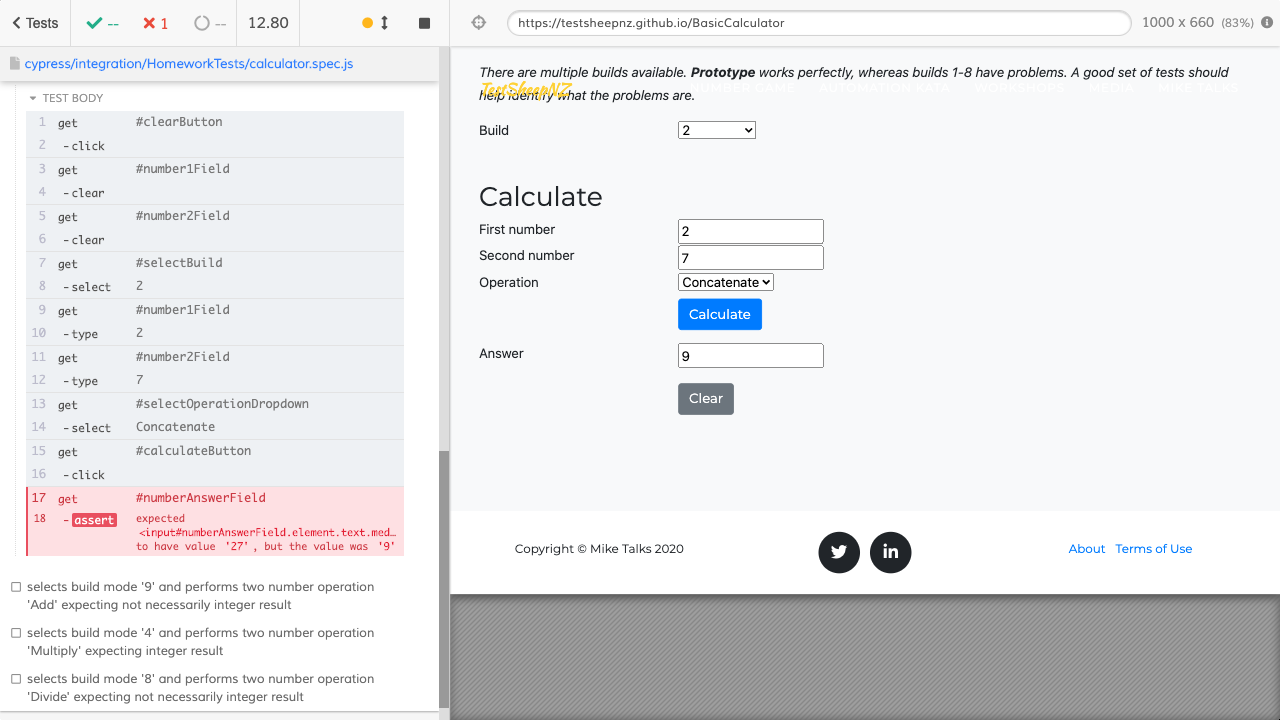 Tests
--
1
--
12.80
https://testsheepnz.github.io/BasicCalculator
1000 x 660 (83%)
cypress/integration/HomeworkTests/calculator.spec.js
TEST BODY
1 get #clearButton
2 -click
3 get #number1Field
4 -clear
5 get #number2Field
6 -clear
7 get #selectBuild
8 -select 2
9 get #number1Field
10 -type 2
11 get #number2Field
12 -type 7
13 get #selectOperationDropdown
14 -select Concatenate
15 get #calculateButton
16 -click
17 get #numberAnswerField
18 -assert expected
<input#numberAnswerField.element.text.med…
to have value '27', but the value was '9'
selects build mode '9' and performs two number operation
'Add' expecting not necessarily integer result
selects build mode '4' and performs two number operation
'Multiply' expecting integer result
selects build mode '8' and performs two number operation
'Divide' expecting not necessarily integer result
There are multiple builds available. Prototype works perfectly, whereas builds 1-8 have problems. A good set of tests should
help identify what the problems are.
TestSheepNZ
NUMBER GAME AUTOMATION KATA WORKSHOPS MEDIA MIKE TALKS
Build 2
Calculate
First number 2
Second number 7
Operation Concatenate
Calculate
Answer 9
Clear
Copyright © Mike Talks 2020
in
About Terms of Use